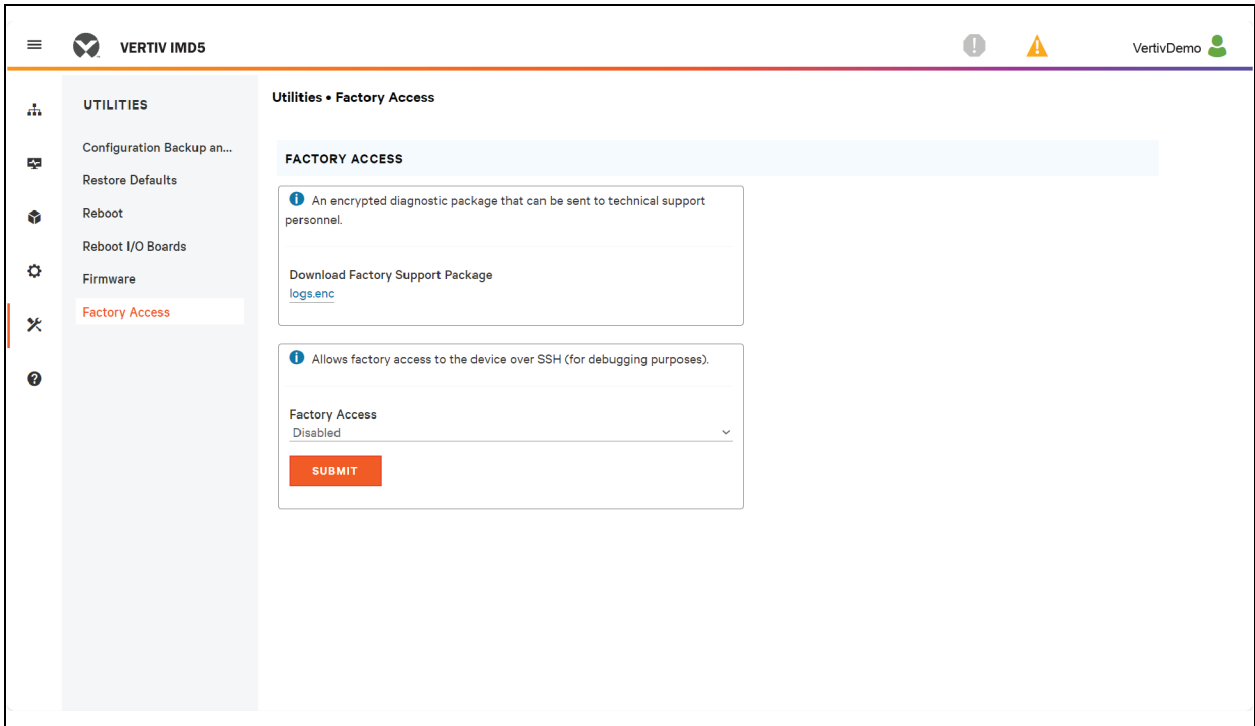 VERTIV IMD5
VertivDemo
UTILITIES
Configuration Backup an...
Restore Defaults
Reboot
Reboot I/O Boards
Firmware
Factory Access
Utilities • Factory Access
FACTORY ACCESS
An encrypted diagnostic package that can be sent to technical support
personnel.
Download Factory Support Package
logs.enc
Allows factory access to the device over SSH (for debugging purposes).
Factory Access
Disabled
SUBMIT